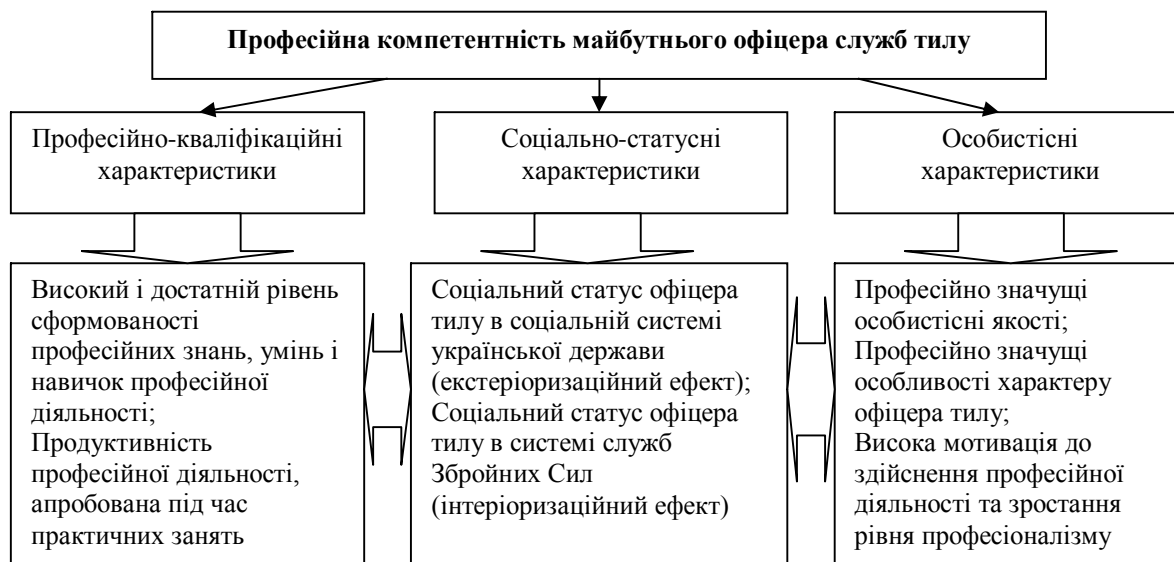 Професійна компетентність майбутнього офіцера служб тилу
Професійно-кваліфікаційні
характеристики
Соціально-статусні
характеристики
Особистісні
характеристики
Високий і достатній рівень
сформованості
професійних знань, умінь і
навичок професійної
діяльності;
Продуктивність
професійної діяльності,
апробована під час
практичних занять
Соціальний статус офіцера
тилу в соціальній системі
української держави
(екстеріоризаційний ефект);
Соціальний статус офіцера
тилу в системі служб
Збройних Сил
(інтеріоризаційний ефект)
Професійно значущі
особистісні якості;
Професійно значущі
особливості характеру
офіцера тилу;
Висока мотивація до
здійснення професійної
діяльності та зростання
рівня професіоналізму